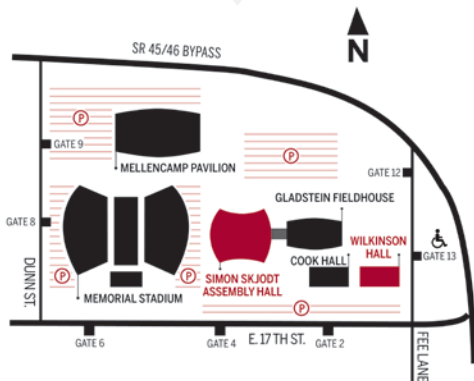 N
SR 45/46 BYPASS
P
GATE 9
MELLENCAMP PAVILION
P
GATE 12
GLADSTEIN FIELDHOUSE
GATE 8
P
P
WILKINSON
HALL
COOK HALL
GATE 13
SIMON SKJODT
ASSEMBLY HALL
MEMORIAL STADIUM
DUNN ST.
P
GATE 6
GATE 4
E. 17TH ST.
GATE 2
FEE LANE